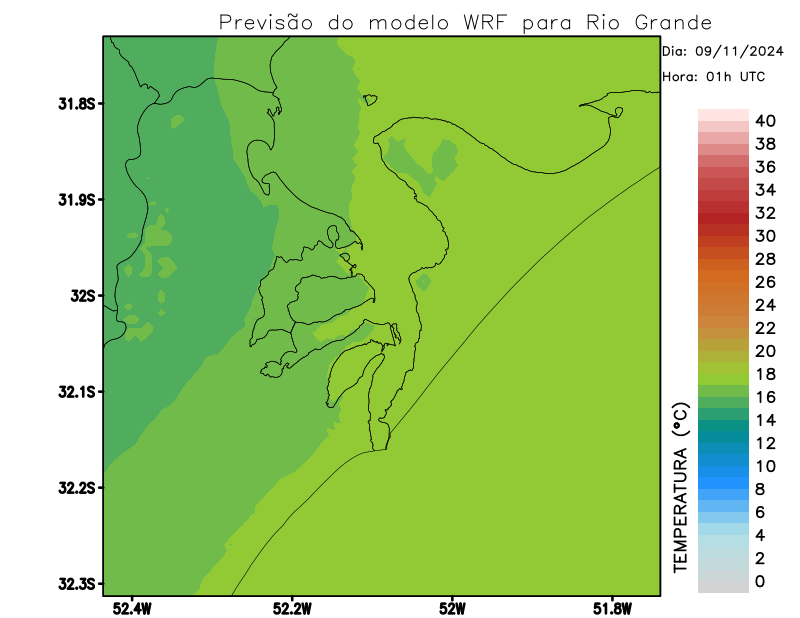 Previsão do modelo WRF para Rio Grande
Dia: 09/11/2024
Hora: 01h UTC
31.8S
31.9S
32S
32.1S
32.2S
32.3S
52.4W
52.2W
52W
51.8W
TEMPERATURA (°C)
40
38
36
34
32
30
28
26
24
22
20
18
16
14
12
10
8
6
4
2
0